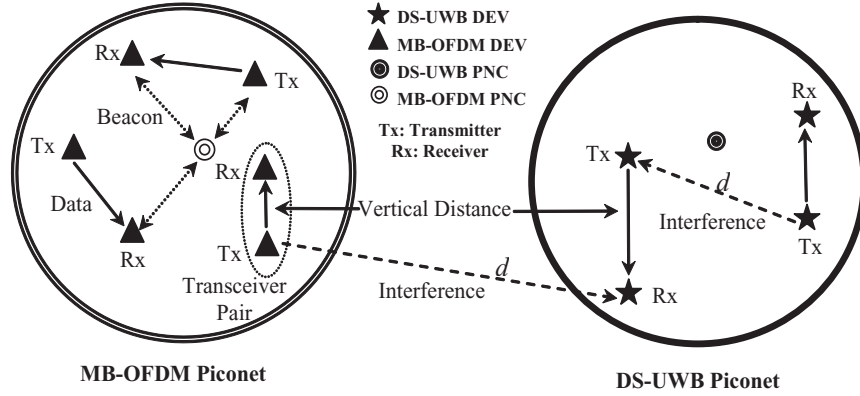 DS-UWB DEV
MB-OFDM DEV
DS-UWB PNC
MB-OFDM PNC
Tx: Transmitter
Rx: Receiver
Rx
Tx
Beacon
Tx
Rx
Data
Rx
Tx
Transceiver
Pair
Vertical Distance
d
Interference
Rx
Tx
d
Interference
Tx
Rx
MB-OFDM Piconet
DS-UWB Piconet